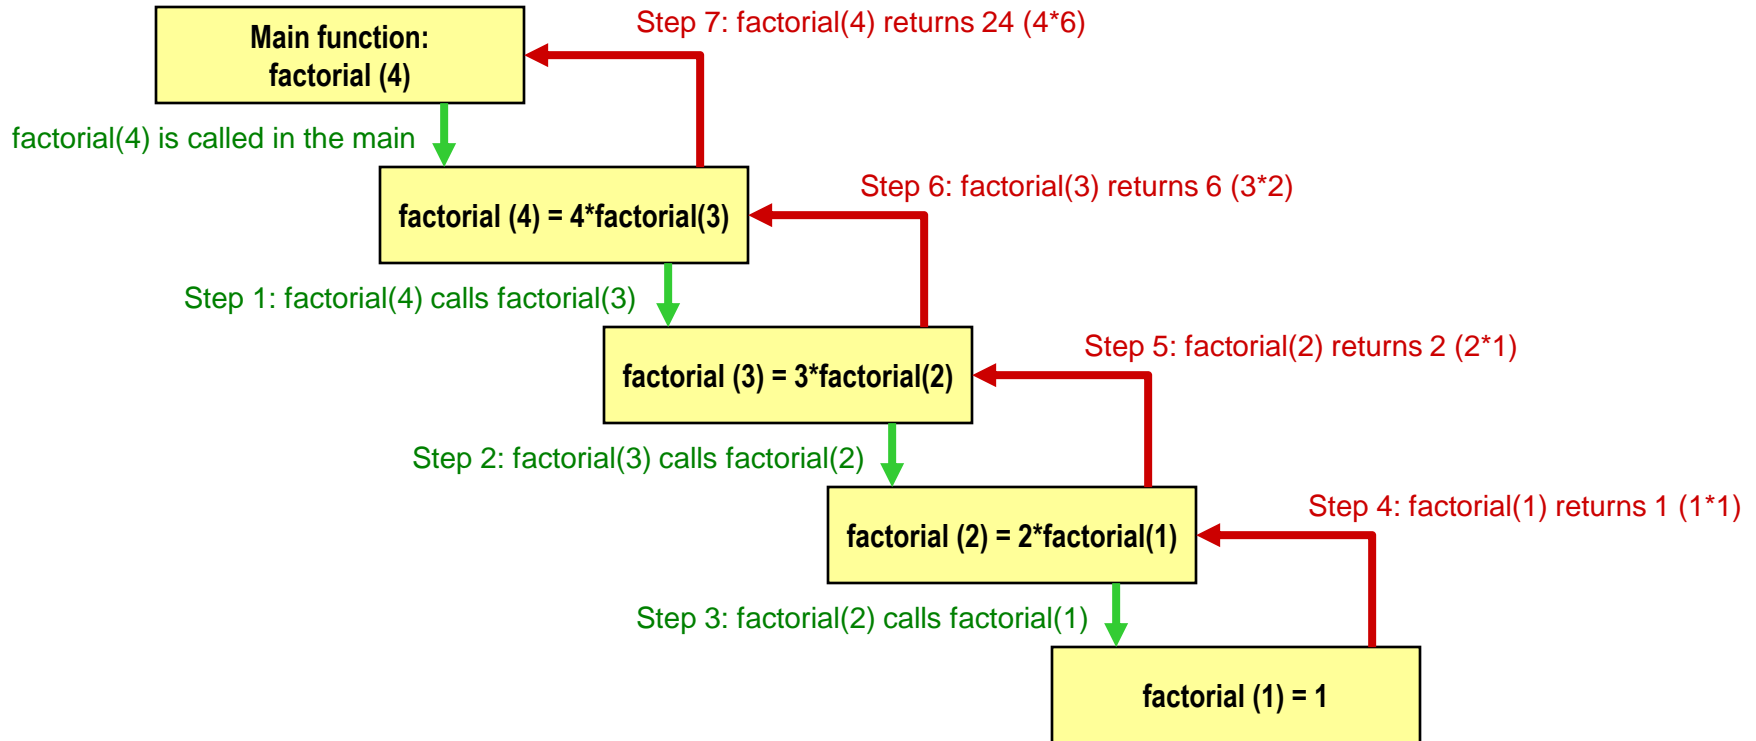 Step 7: factorial(4) returns 24 (4*6)
Main function:
factorial (4)
factorial(4) is called in the main
Step 6: factorial(3) returns 6 (3*2)
factorial (4) = 4*factorial(3)
Step 1: factorial(4) calls factorial(3)
Step 5: factorial(2) returns 2 (2*1)
factorial (3) = 3*factorial(2)
Step 2: factorial(3) calls factorial(2)
Step 4: factorial(1) returns 1 (1*1)
factorial (2) = 2*factorial(1)
Step 3: factorial(2) calls factorial(1)
factorial (1) = 1